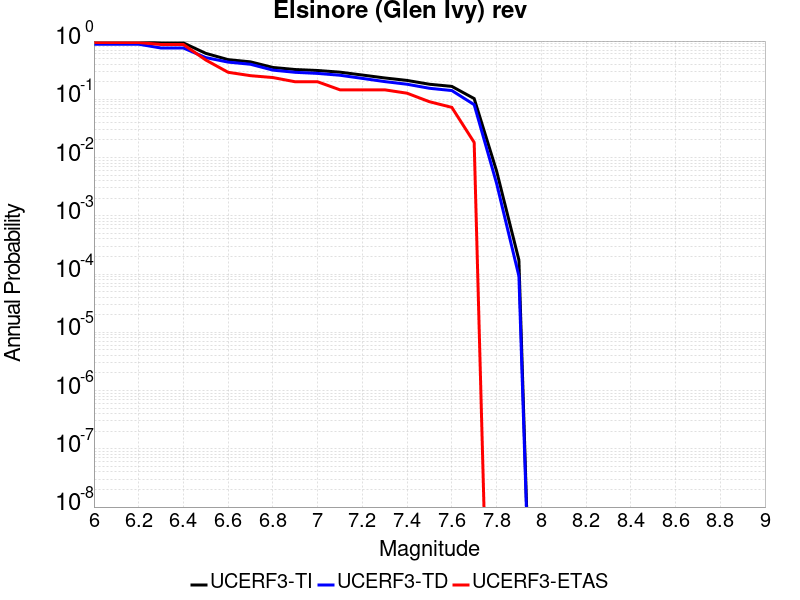 Elsinore (Glen Ivy) rev
10^0
10^-1
10^-2
10^-3
10^-4
10^-5
10^-6
10^-7
10^-8
Annual Probability
6 6.2 6.4 6.6 6.8 7 7.2 7.4 7.6 7.8 8 8.2 8.4 8.6 8.8 9
Magnitude
UCERF3-TI UCERF3-TD UCERF3-ETAS